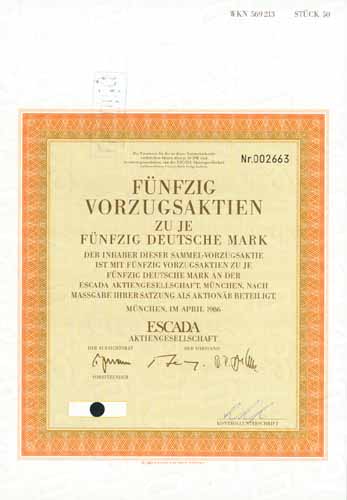 WKN 569213 STÜCK 50
Nr.002663
FÜNFZIG
VORZUGSAKTIEN
ZU JE
FÜNFZIG DEUTSCHE MARK
DER INHABER DIESER SAMMEL-VORZUGSAKTIE
IST MIT FÜNFZIG VORZUGSAKTIEN ZU JE
FÜNFZIG DEUTSCHE MARK AN DER
ESCADA AKTIENGESELLSCHAFT, MÜNCHEN, NACH
MASSGABE IHRER SATZUNG ALS AKTIONÄR BETEILIGT.
MÜNCHEN, IM APRIL 1986
ESCADA
AKTIENGESELLSCHAFT
DER AUFSICHTSRAT DER VORSTAND
VORSITZENDER
KONTROLLUNTERSCHRIFT